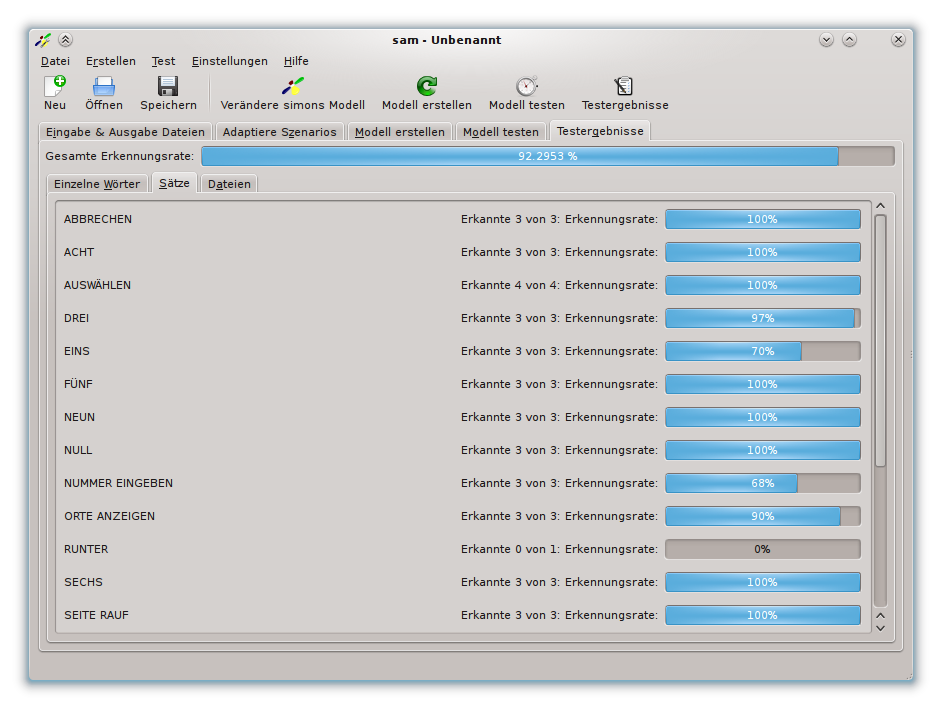 sam - Unbenannt
Datei Erstellen Test Einstellungen Hilfe
Neu Öffnen Speichern Verändere simons Modell Modell erstellen Modell testen Testergebnisse
Eingabe & Ausgabe Dateien Adaptiere Szenarios Modell erstellen Modell testen Testergebnisse
Gesamte Erkennungsrate: 92.2953 %
Einzelne Wörter Sätze Dateien
ABBRECHEN Erkannte 3 von 3: Erkennungsrate: 100%
ACHT Erkannte 3 von 3: Erkennungsrate: 100%
AUSWÄHLEN Erkannte 4 von 4: Erkennungsrate: 100%
DREI Erkannte 3 von 3: Erkennungsrate: 97%
EINS Erkannte 3 von 3: Erkennungsrate: 70%
FÜNF Erkannte 3 von 3: Erkennungsrate: 100%
NEUN Erkannte 3 von 3: Erkennungsrate: 100%
NULL Erkannte 3 von 3: Erkennungsrate: 100%
NUMMER EINGEBEN Erkannte 3 von 3: Erkennungsrate: 68%
ORTE ANZEIGEN Erkannte 3 von 3: Erkennungsrate: 90%
RUNTER Erkannte 0 von 1: Erkennungsrate: 0%
SECHS Erkannte 3 von 3: Erkennungsrate: 100%
SEITE RAUF Erkannte 3 von 3: Erkennungsrate: 100%